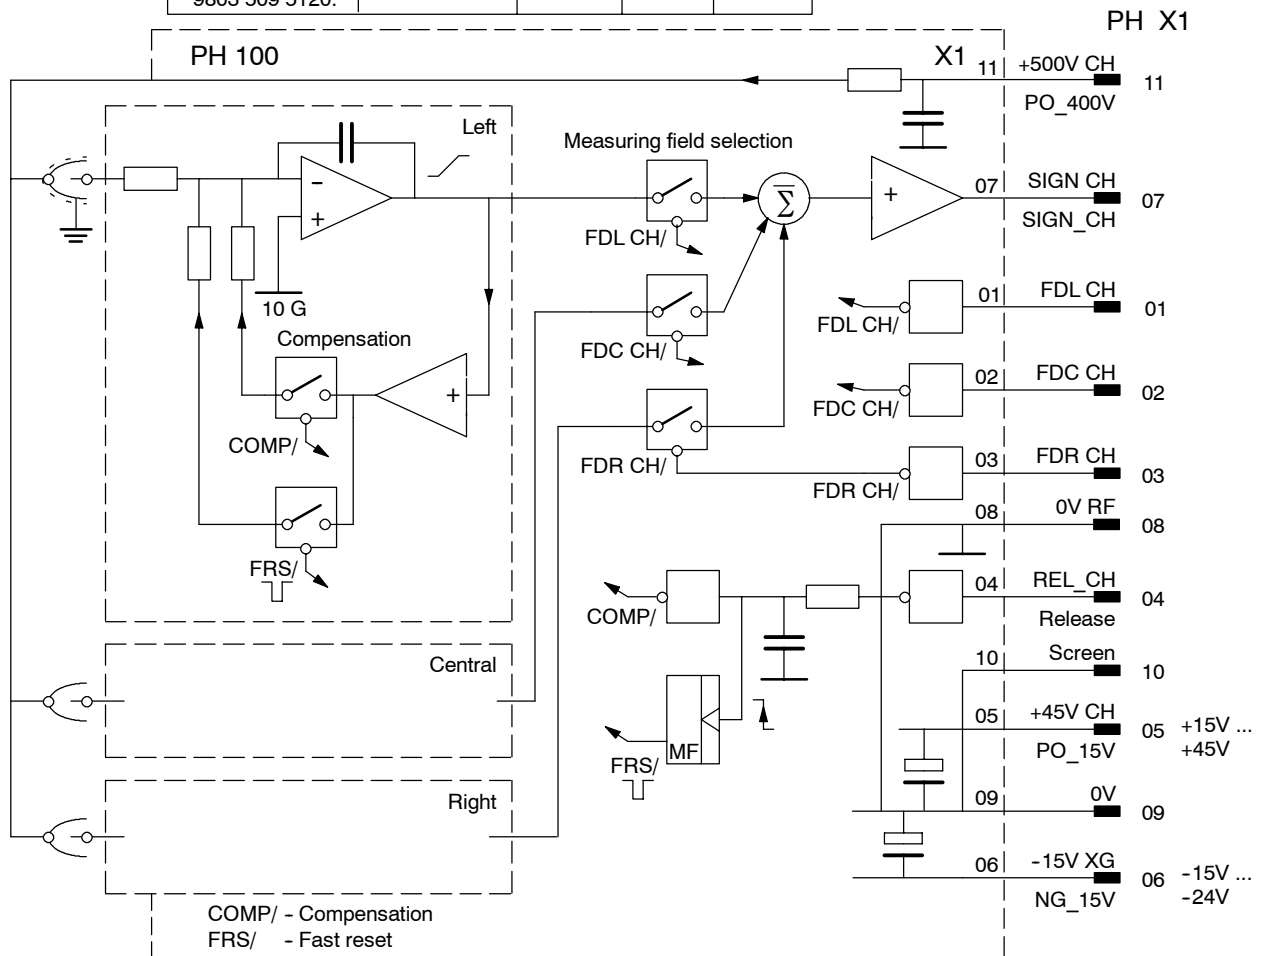 9803 509 5120.
PH X1
PH 100
X1
11
+500V CH
PO_400V
11
Left
Measuring field selection
–
+
Σ
+
07
SIGN CH
SIGN_CH
07
FDL CH/
10 G
01
FDL CH
01
FDL CH/
Compensation
FDC CH/
02
FDC CH
02
FDC CH/
+
COMP/
FDR CH/
03
FDR CH
03
FDR CH/
08
0V RF
08
FRS/
COMP/
04
REL_CH
Release
04
Central
10
Screen
10
05
+45V CH
PO_15V
05
+15V ...
+45V
MF
FRS/
Right
09
0V
09
06
-15V XG
NG_15V
06
-15V ...
-24V
COMP/ - Compensation
FRS/ - Fast reset